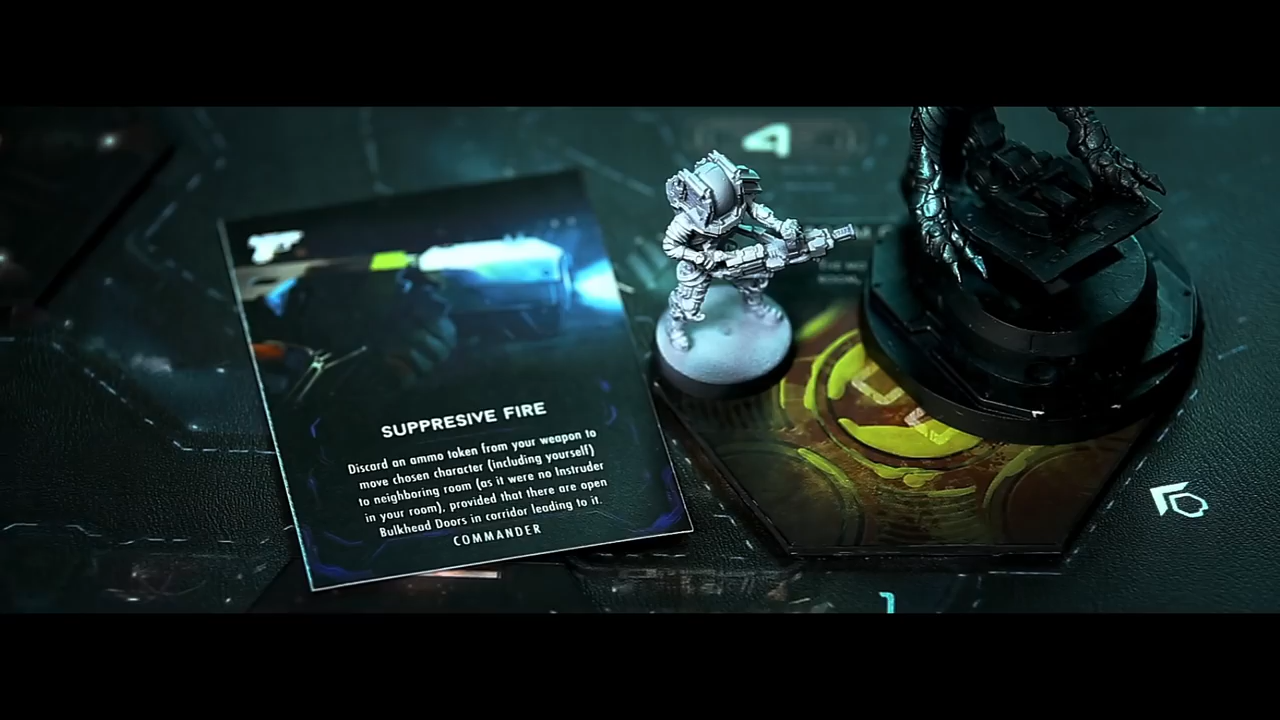 4
SUPPRESIVE FIRE
Discard an ammo token from your weapon to
move chosen character (including yourself)
to neighboring room (as it were no Instruder
in your room), provided that there are open
Bulkhead Doors in corridor leading to it.
COMMANDER
1